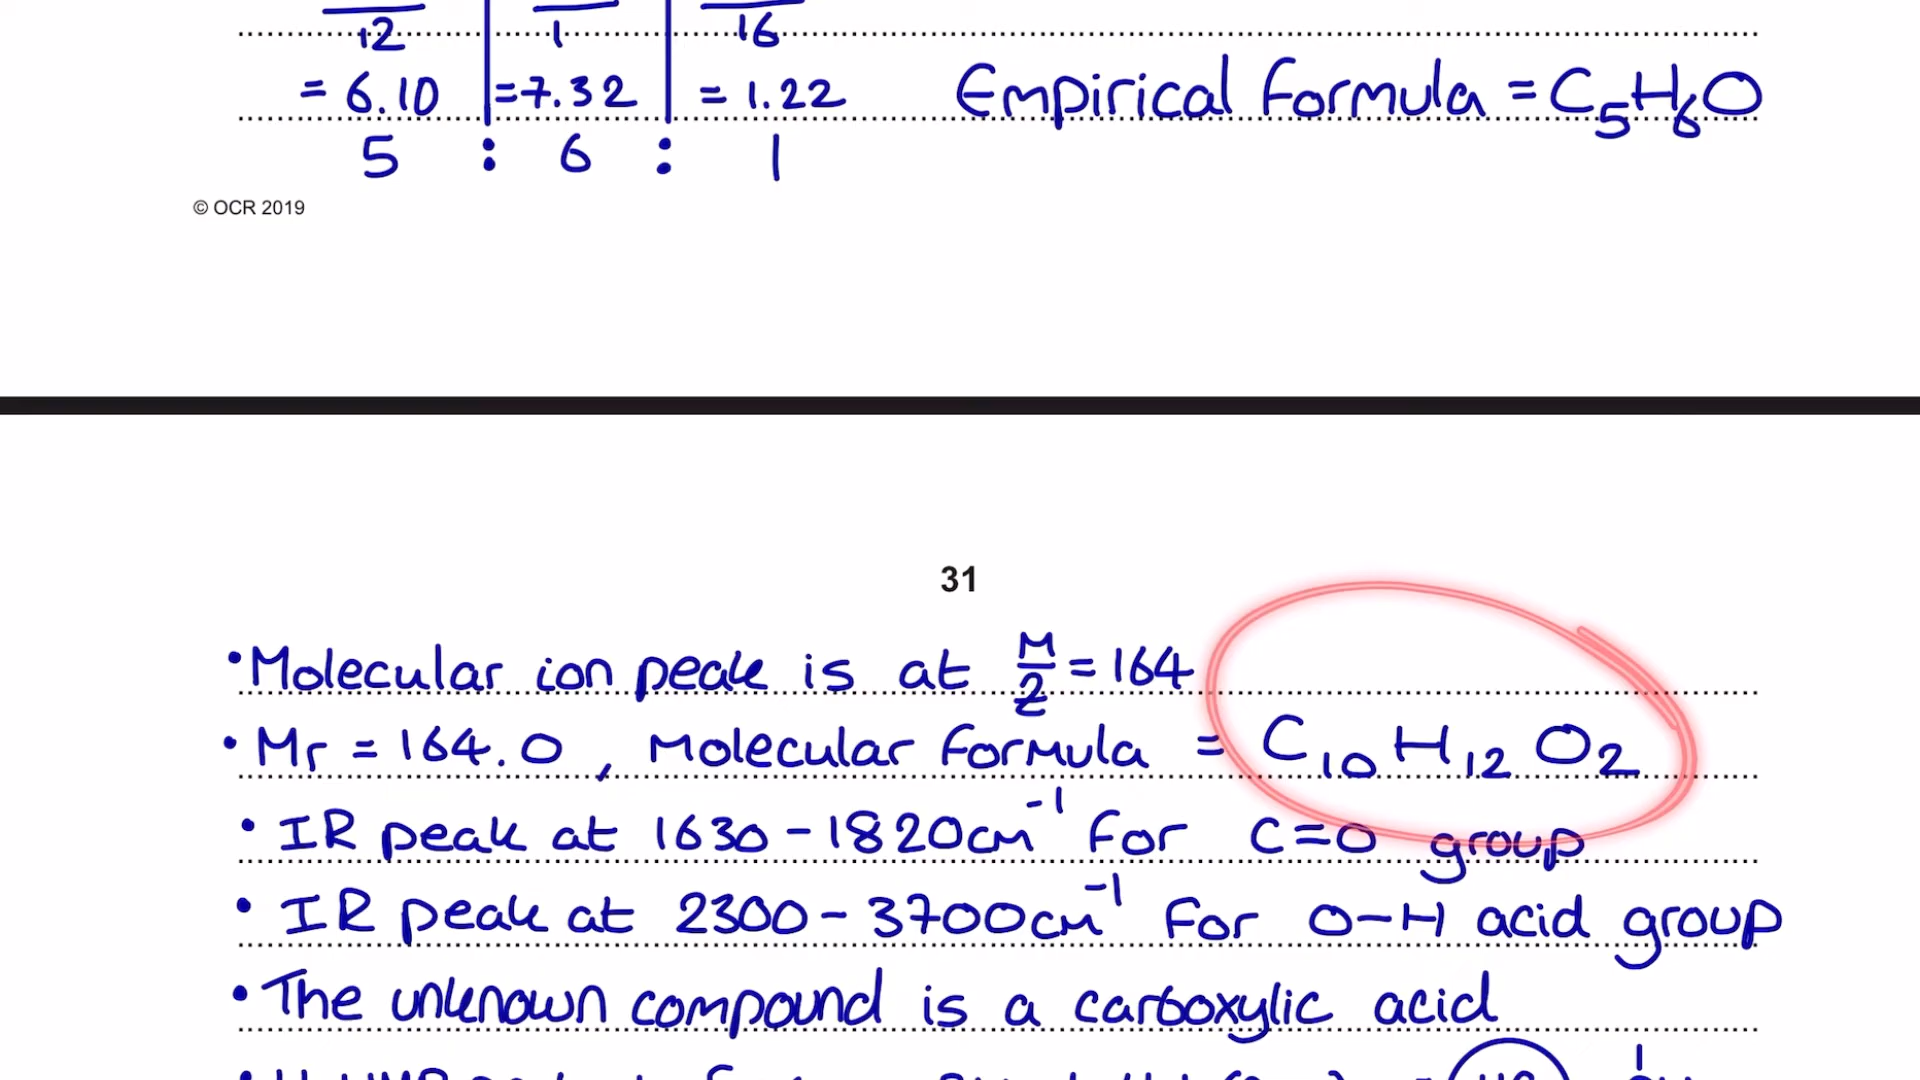 12 1 16
= 6.10 =7.32 = 1.22 Empirical formula = C5H6O
5 : 6 : 1
© OCR 2019
31
•Molecular ion peak is at M/Z = 164
• Mr = 164.0, Molecular formula = C10H12O2
• IR peak at 1630-1820cm-1 for C=O group
• IR peak at 2300-3700cm-1 for O-H acid group
• The unknown compound is a carboxylic acid